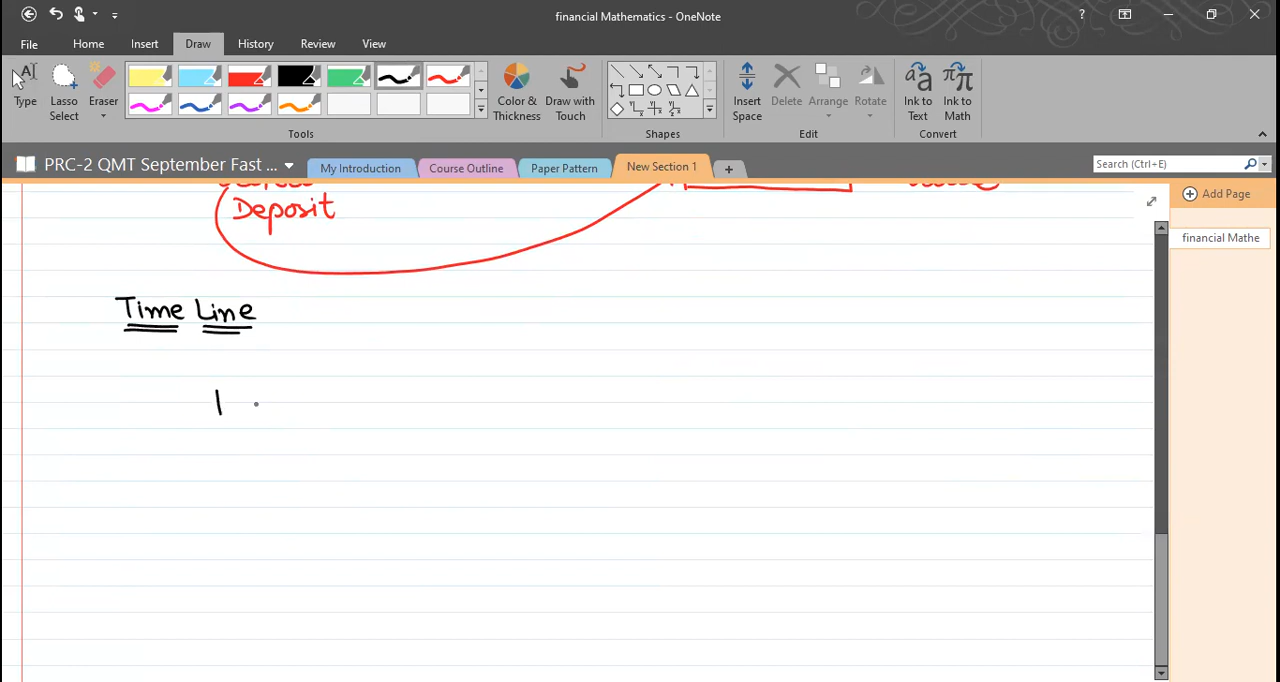 financial Mathematics - OneNote
?
File Home Insert Draw History Review View
Type
Lasso Select
Eraser
Color & Thickness
Draw with Touch
Insert Space
Delete
Arrange
Rotate
Ink to Text
Ink to Math
Tools
Shapes
Edit
Convert
PRC-2 QMT September Fast ...
My Introduction
Course Outline
Paper Pattern
New Section 1
Search (Ctrl+E)
Add Page
financial Mathe
Deposit
Time Line